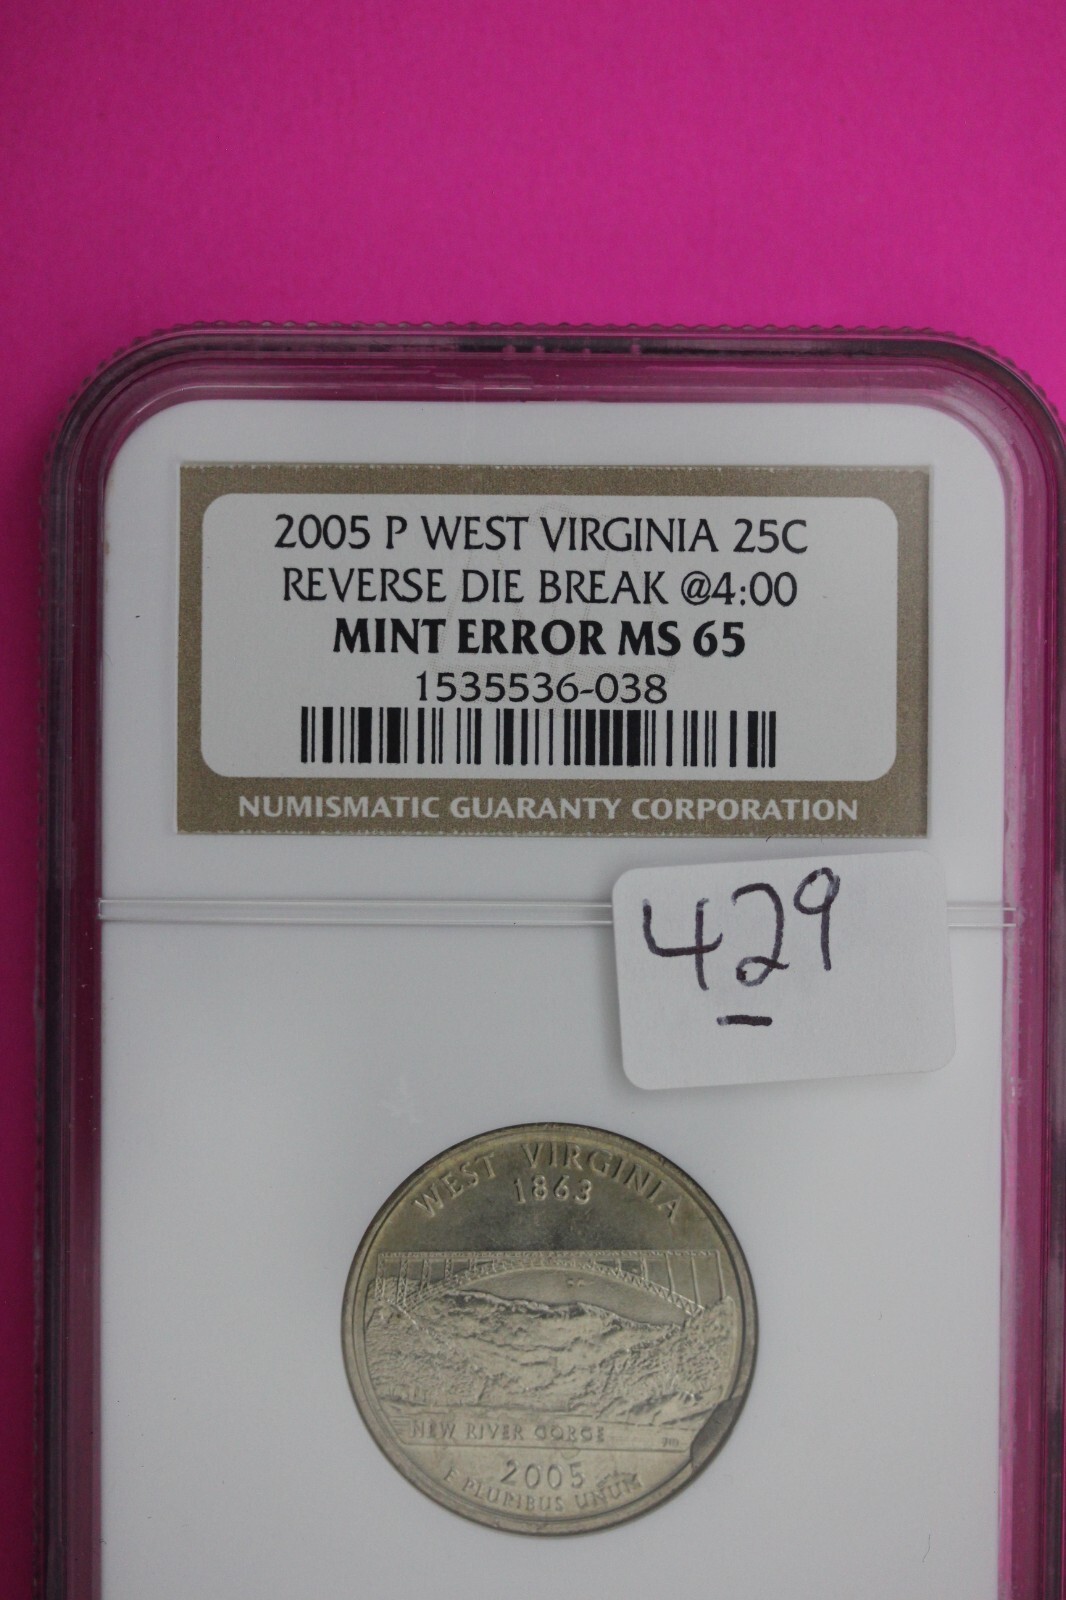 2005 P WEST VIRGINIA 25C
REVERSE DIE BREAK @4:00
MINT ERROR MS 65
1535536-038
NUMISMATIC GUARANTY CORPORATION
429
WEST VIRGINIA
1863
NEW RIVER GORGE
2005
E PLURIBUS UNUM